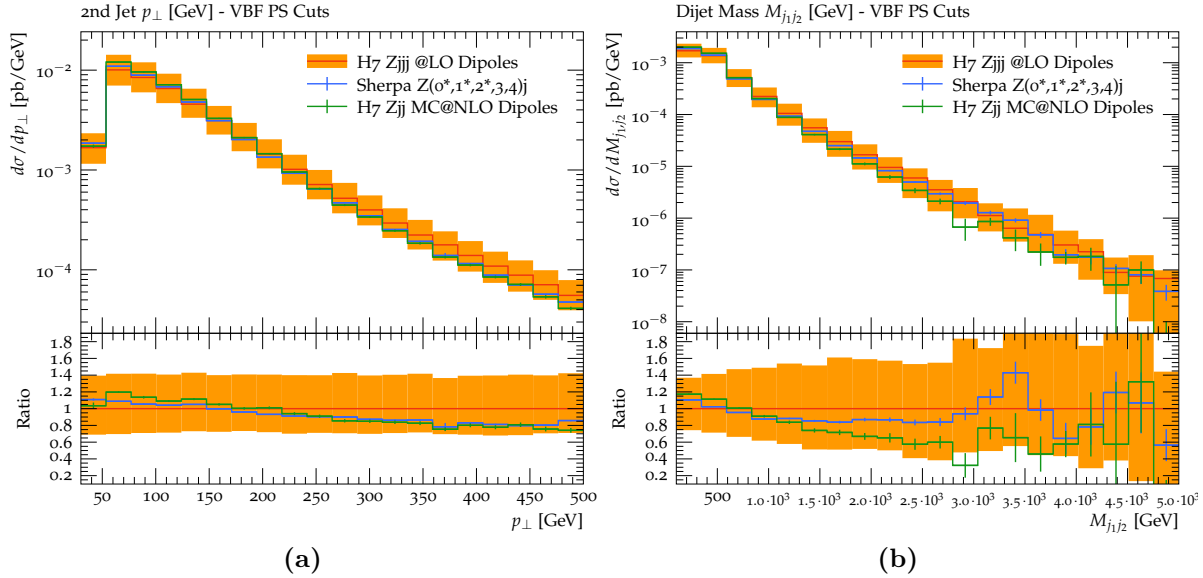 2nd Jet p⊥ [GeV] - VBF PS Cuts
H7 Zjjj @LO Dipoles
Sherpa Z(0*,1*,2*,3,4)j
H7 Zjj MC@NLO Dipoles
dσ/dp⊥ [pb/GeV]
10⁻²
10⁻³
10⁻⁴
Ratio
1.8
1.6
1.4
1.2
1
0.8
0.6
0.4
0.2
50 100 150 200 250 300 350 400 450 500
p⊥ [GeV]
(a)
Dijet Mass Mj₁j₂ [GeV] - VBF PS Cuts
H7 Zjjj @LO Dipoles
Sherpa Z(0*,1*,2*,3,4)j
H7 Zjj MC@NLO Dipoles
dσ/dMj₁,j₂ [pb/GeV]
10⁻³
10⁻⁴
10⁻⁵
10⁻⁶
10⁻⁷
10⁻⁸
Ratio
1.8
1.6
1.4
1.2
1
0.8
0.6
0.4
0.2
500 1.0·10³ 1.5·10³ 2.0·10³ 2.5·10³ 3.0·10³ 3.5·10³ 4.0·10³ 4.5·10³ 5.0·10³
Mj₁j₂ [GeV]
(b)